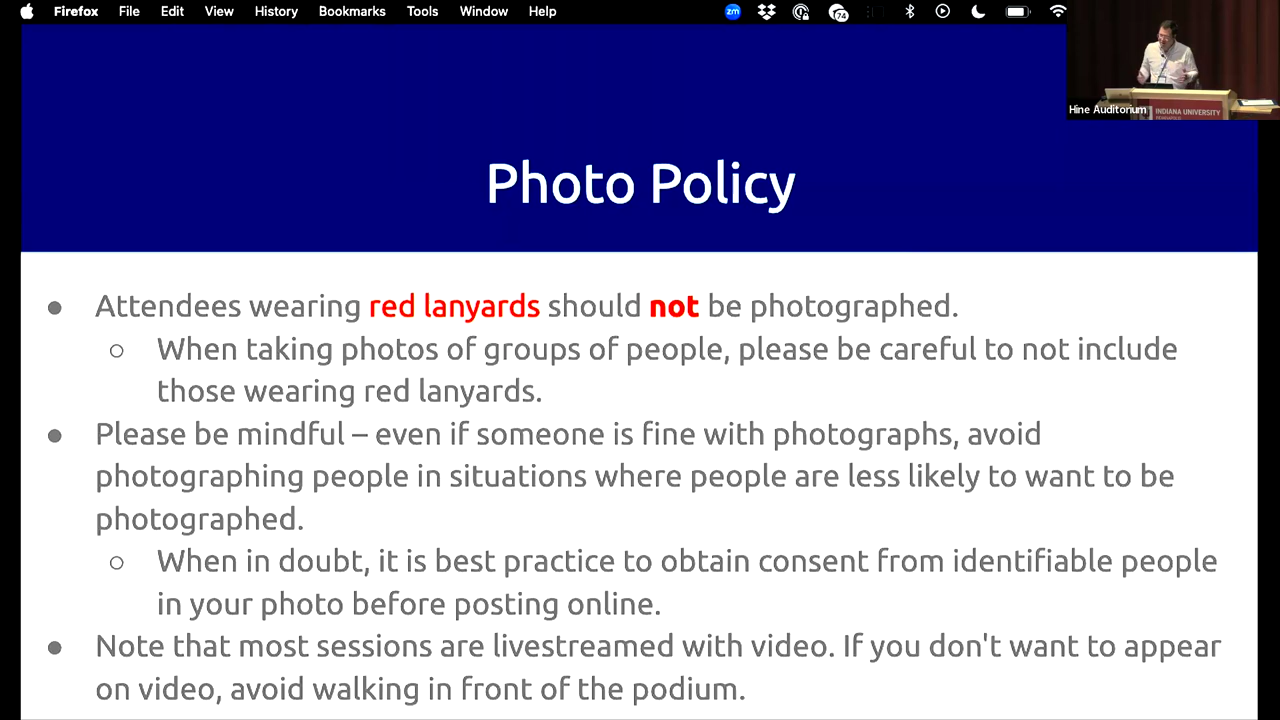 Firefox File Edit View History Bookmarks Tools Window Help
zm
74
Hine Auditorium
INDIANA UNIVERSITY
Photo Policy
● Attendees wearing red lanyards should not be photographed.
○ When taking photos of groups of people, please be careful to not include
those wearing red lanyards.
● Please be mindful – even if someone is fine with photographs, avoid
photographing people in situations where people are less likely to want to be
photographed.
○ When in doubt, it is best practice to obtain consent from identifiable people
in your photo before posting online.
● Note that most sessions are livestreamed with video. If you don't want to appear
on video, avoid walking in front of the podium.